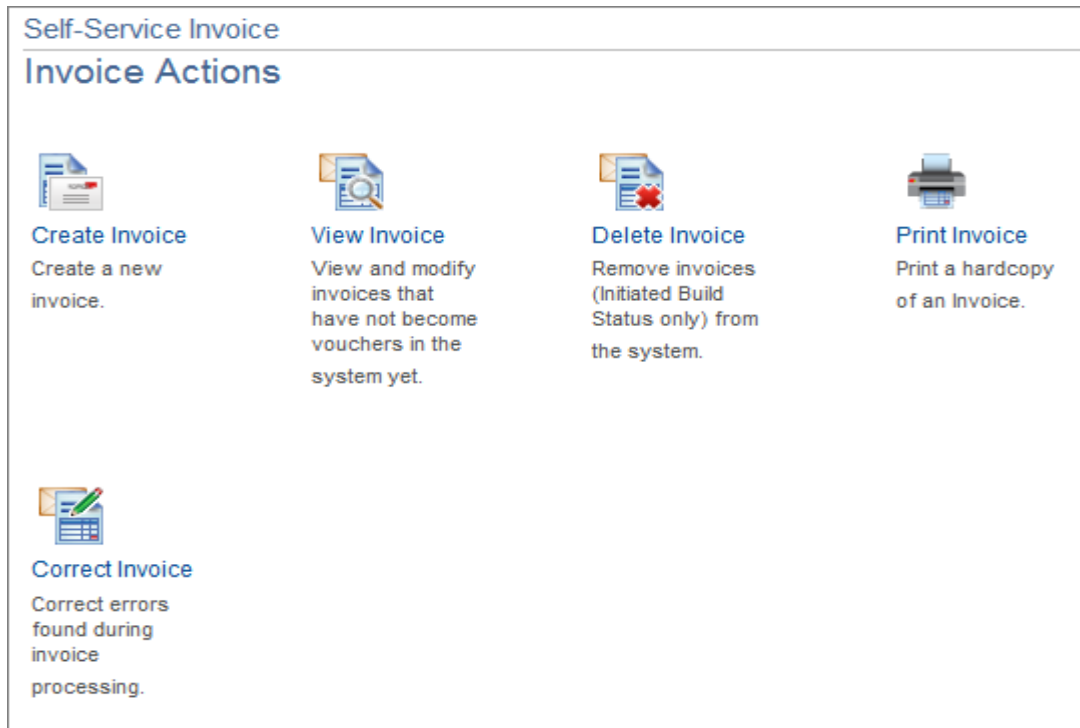 Self-Service Invoice
Invoice Actions
Create Invoice
Create a new
invoice.
View Invoice
View and modify
invoices that
have not become
vouchers in the
system yet.
Delete Invoice
Remove invoices
(Initiated Build
Status only) from
the system.
Print Invoice
Print a hardcopy
of an Invoice.
Correct Invoice
Correct errors
found during
invoice
processing.